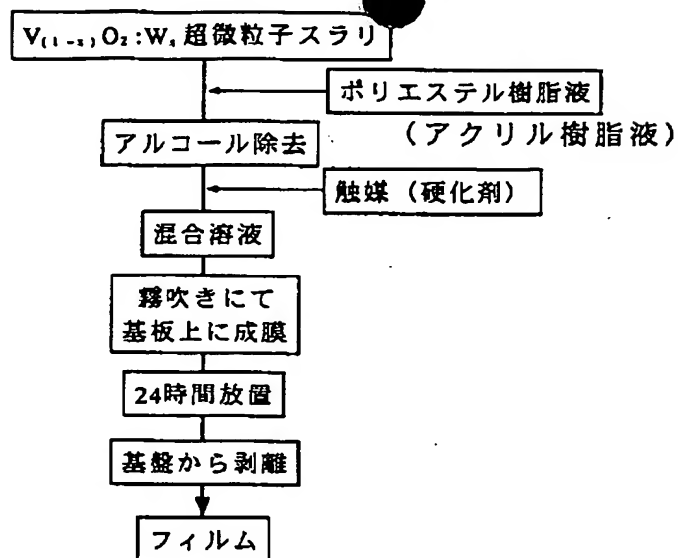 V₍₁₋ₓ₎O₂:Wₓ超微粒子スラリ
ポリエステル樹脂液
(アクリル樹脂液)
アルコール除去
触媒(硬化剤)
混合溶液
霧吹きにて
基板上に成膜
24時間放置
基盤から剥離
フィルム